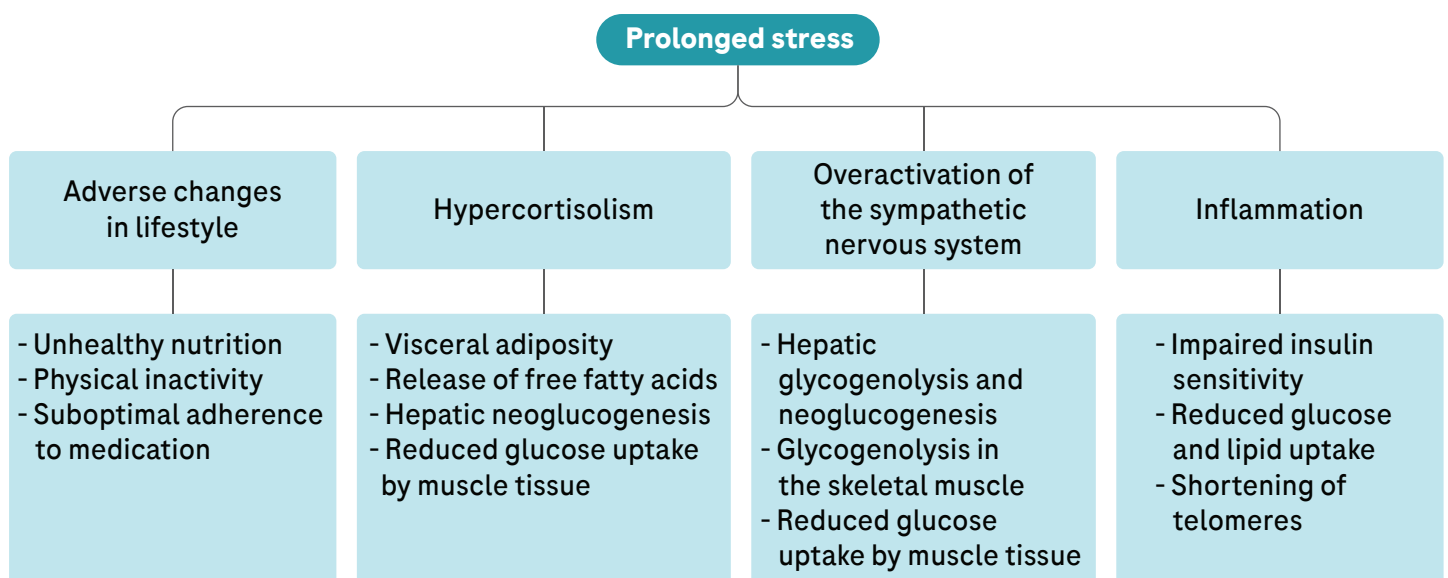 Prolonged stress
Adverse changes
in lifestyle
Hypercortisolism
Overactivation of
the sympathetic
nervous system
Inflammation
- Unhealthy nutrition
- Physical inactivity
- Suboptimal adherence
to medication
- Visceral adiposity
- Release of free fatty acids
- Hepatic neoglucogenesis
- Reduced glucose uptake
by muscle tissue
- Hepatic
glycogenolysis and
neoglucogenesis
- Glycogenolysis in
the skeletal muscle
- Reduced glucose
uptake by muscle tissue
- Impaired insulin
sensitivity
- Reduced glucose
and lipid uptake
- Shortening of
telomeres